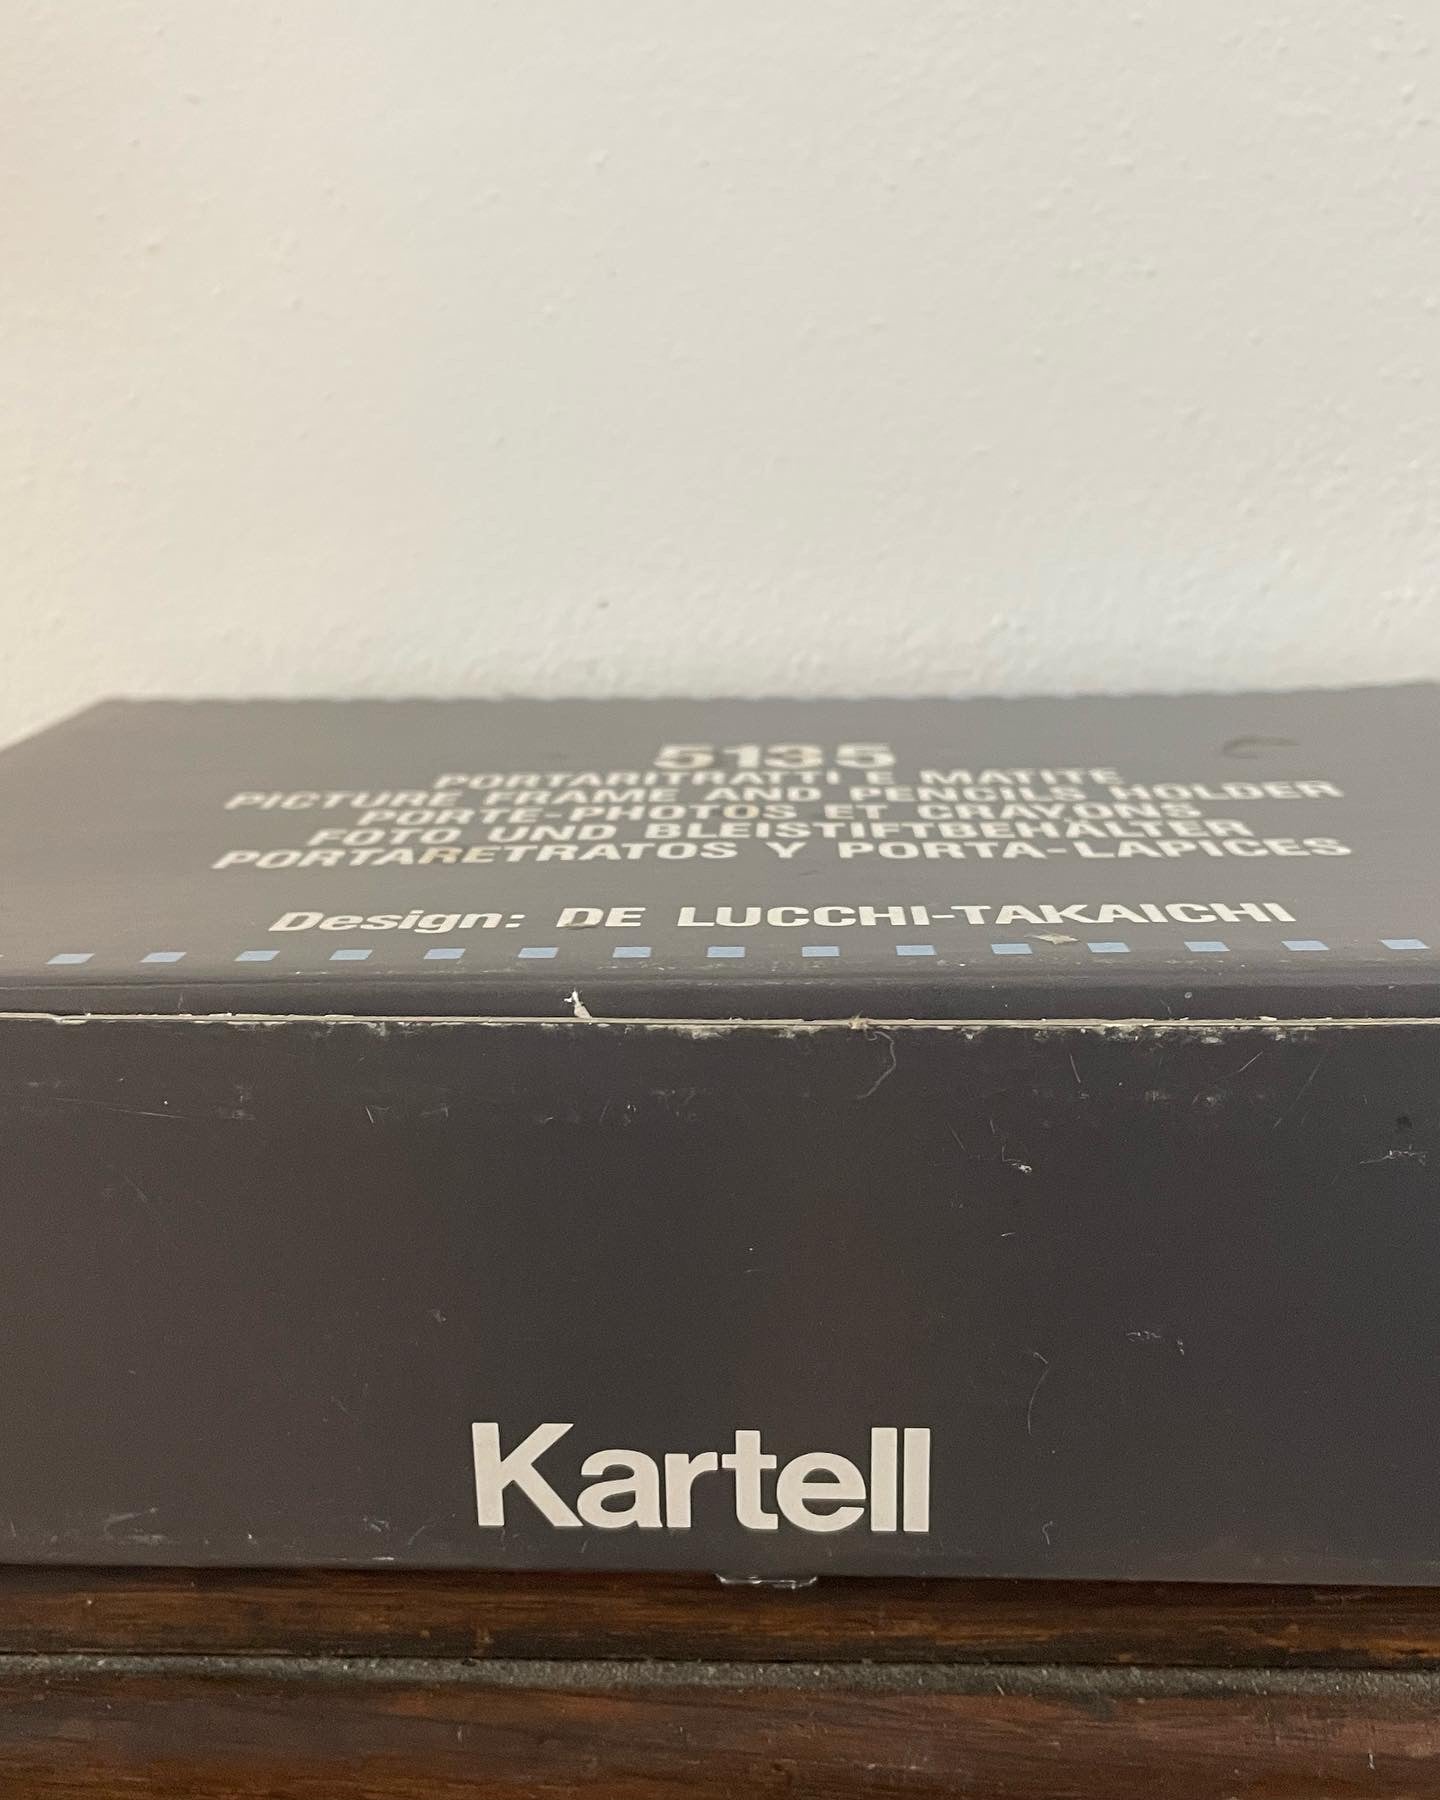 5135
PORTARITRATTI E MATITE
PICTURE FRAME AND PENCILS HOLDER
PORTE-PHOTOS ET CRAYONS
FOTO UND BLEISTIFTBEHÄLTER
PORTARETRATOS Y PORTA-LAPICES
Design: DE LUCCHI-TAKAICHI
Kartell